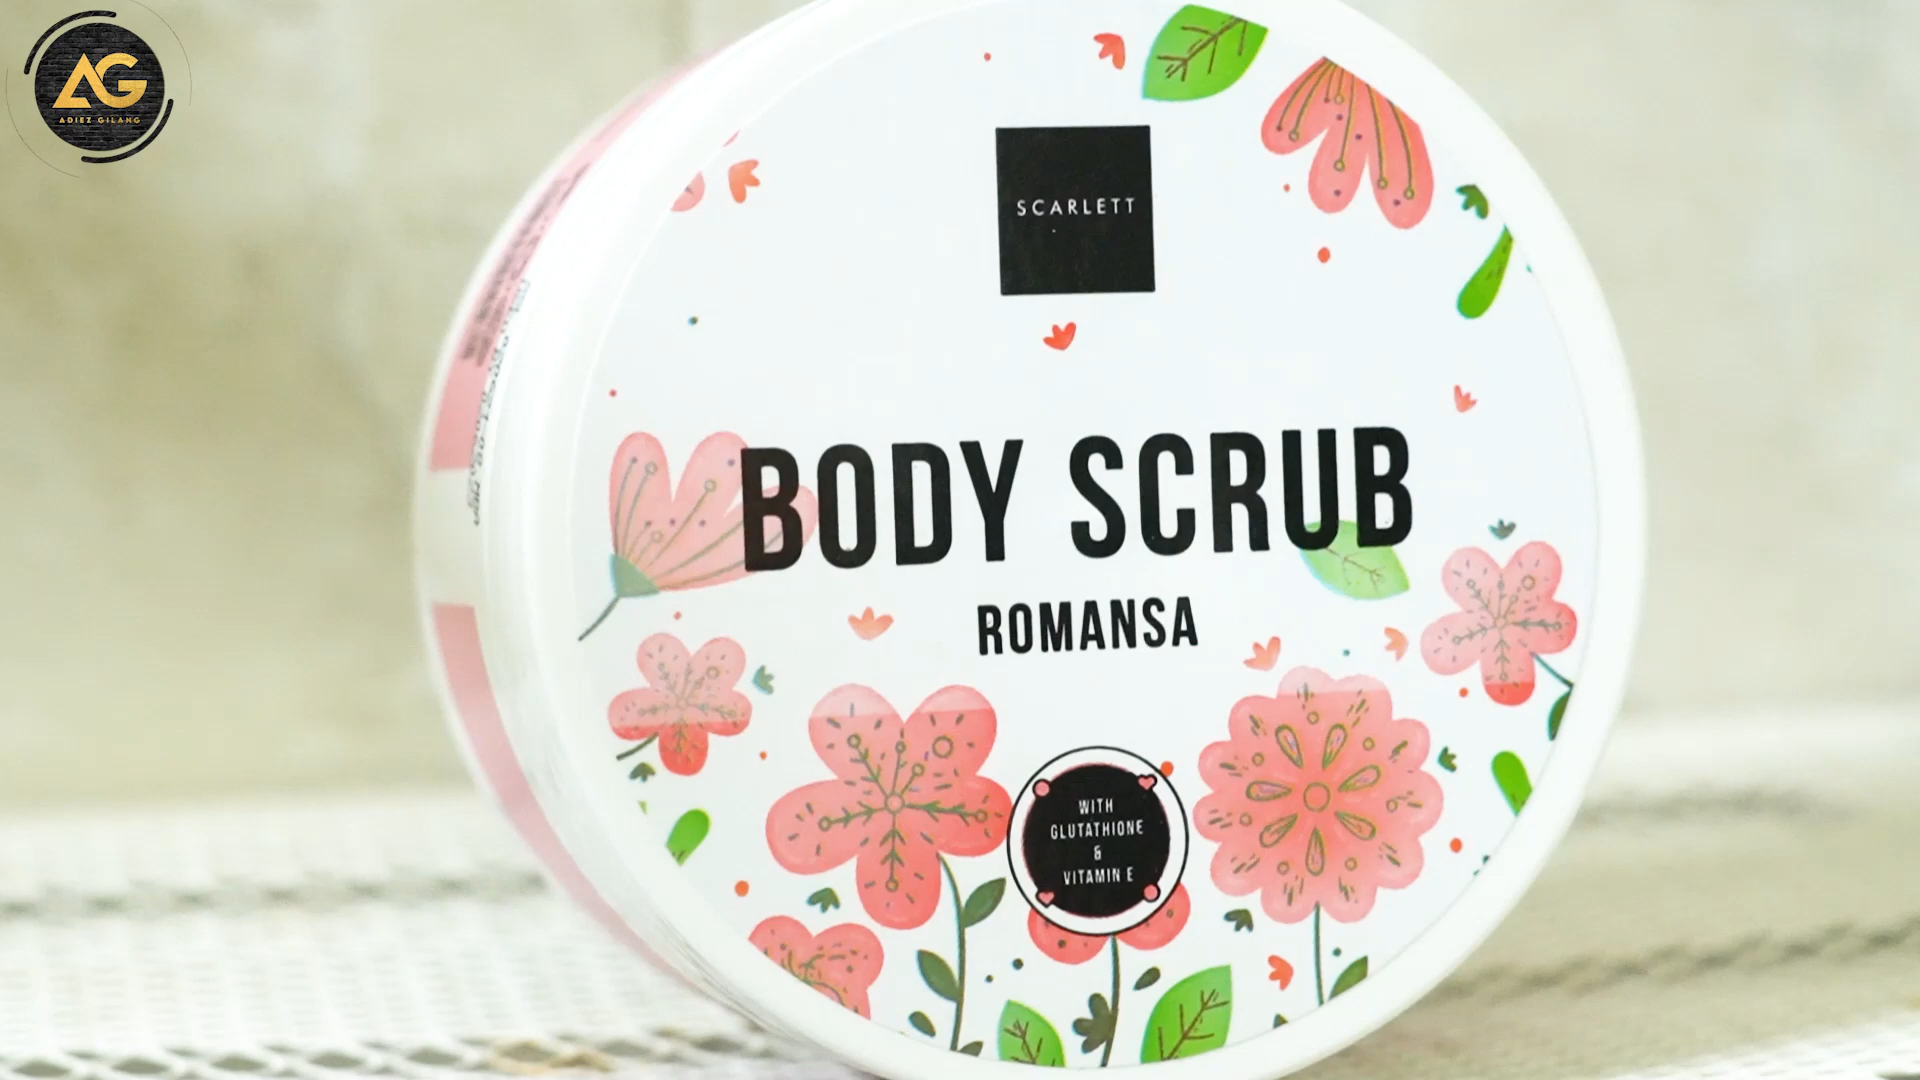 AG
ADIEZ GILANG
SCARLETT
BODY SCRUB
ROMANSA
WITH
GLUTATHIONE
&
VITAMIN E